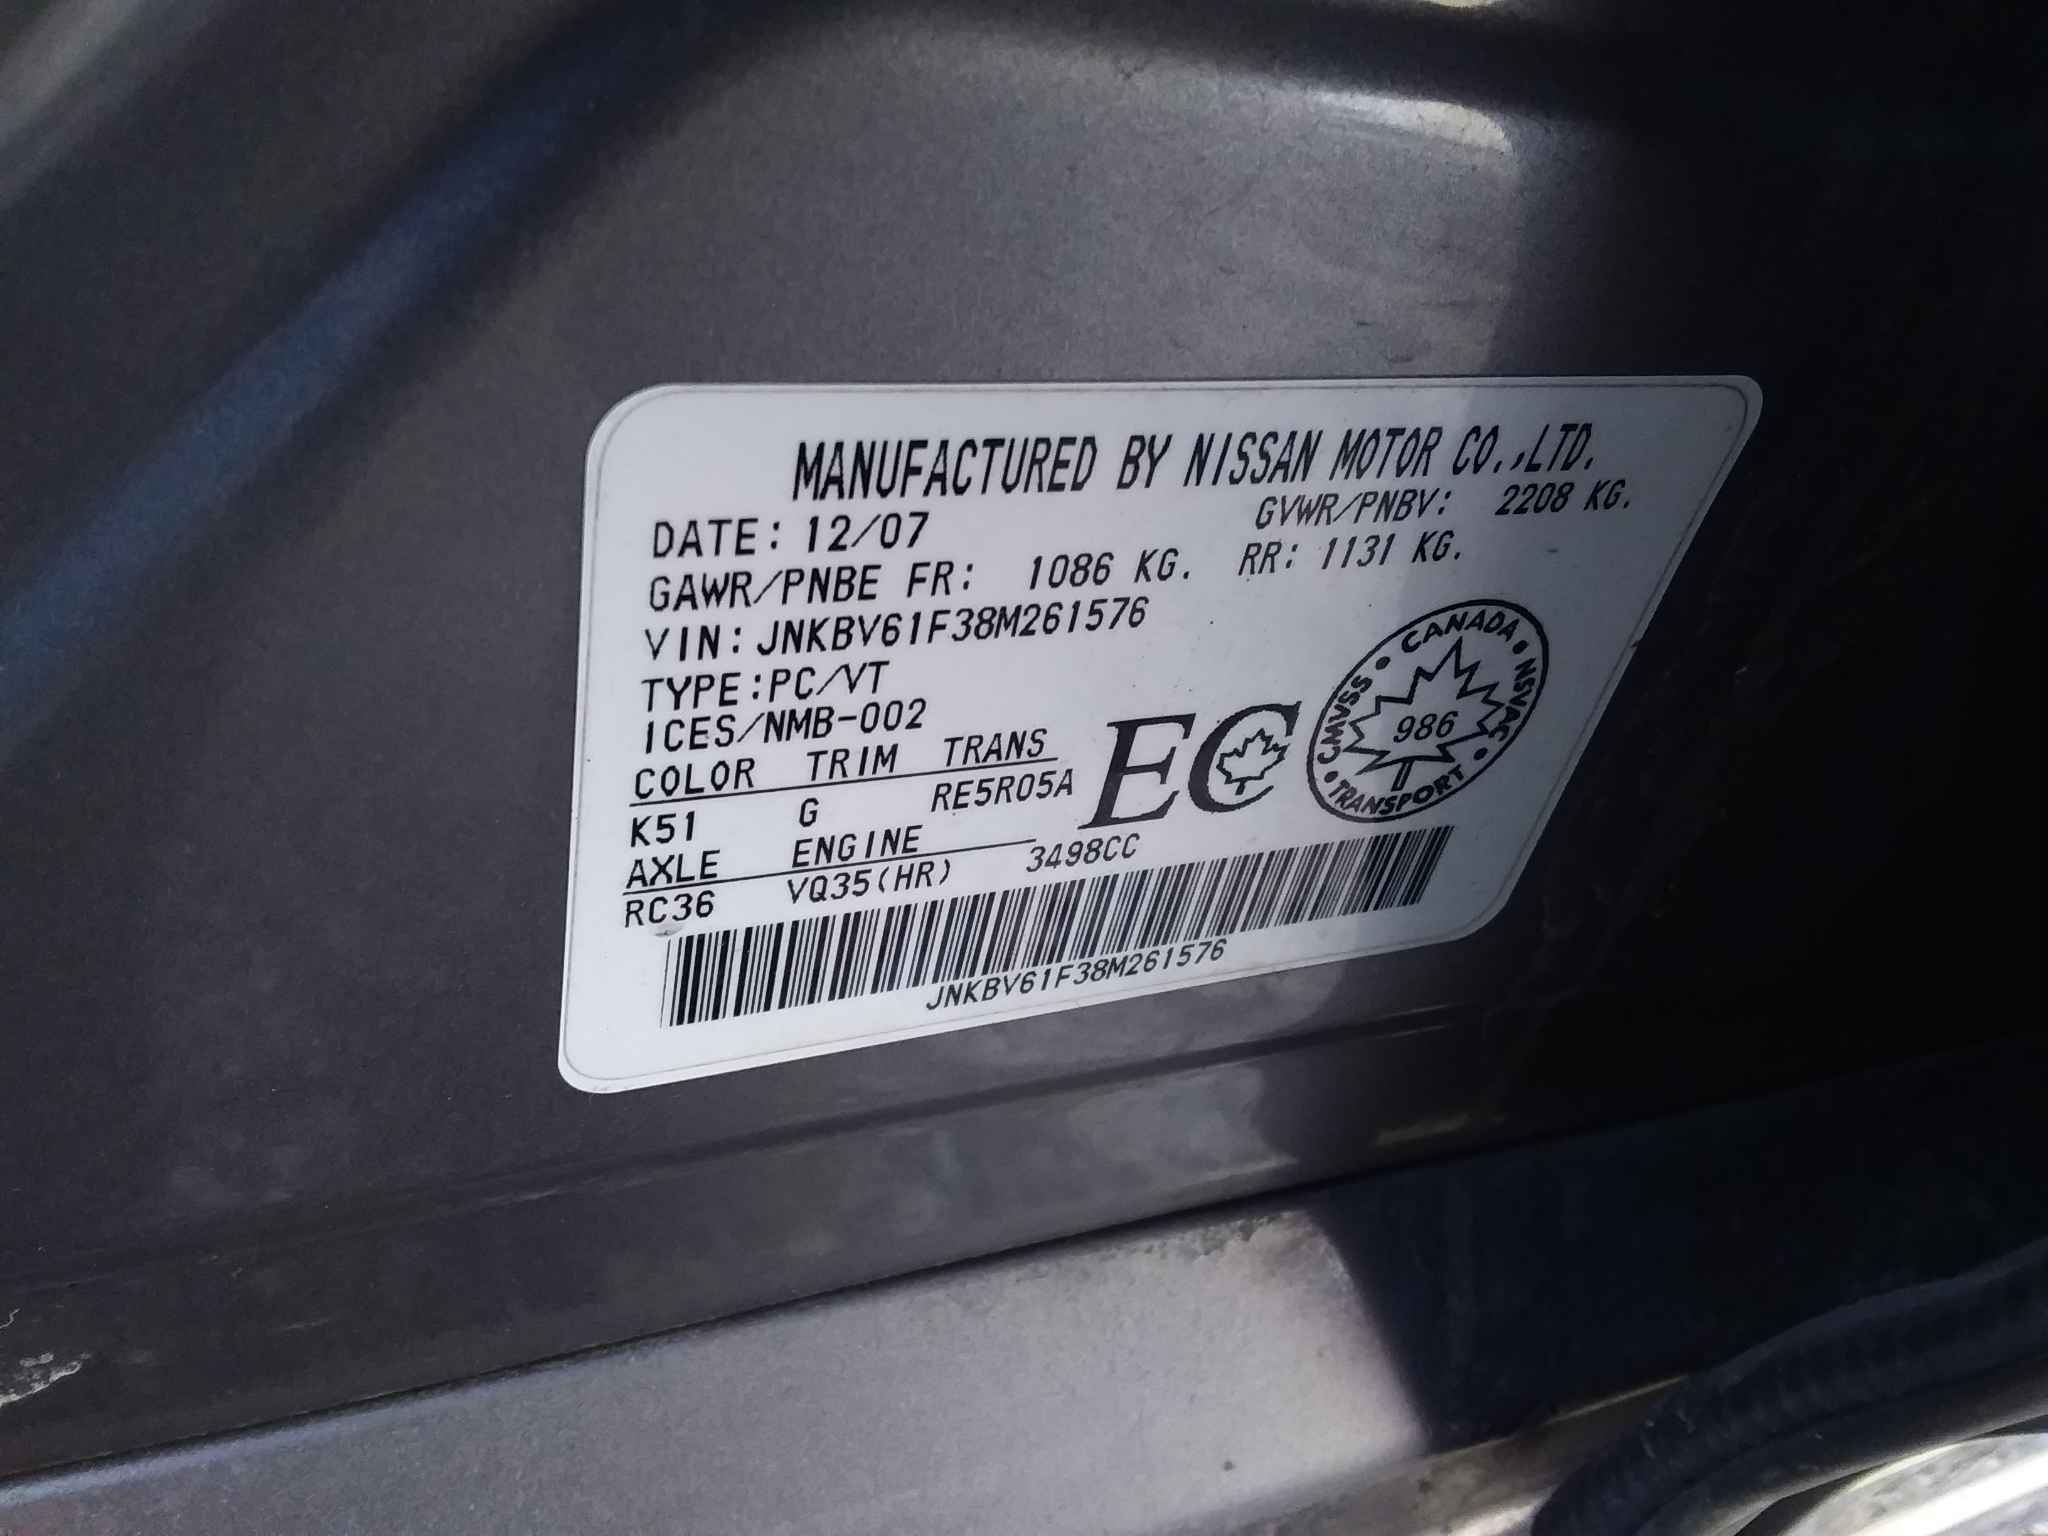 MANUFACTURED BY NISSAN MOTOR CO.,LTD.
DATE: 12/07 GVWR/PNBV: 2208 KG.
GAWR/PNBE FR: 1086 KG. RR: 1131 KG.
VIN: JNKBV61F38M261576
TYPE:PC/VT
ICES/NMB-002
COLOR TRIM TRANS
K51 G RE5R05A
AXLE ENGINE
RC36 VQ35(HR) 3498CC
EC
CANADA • NSVAC • TRANSPORT • CMVSS •
986
JNKBV61F38M261576